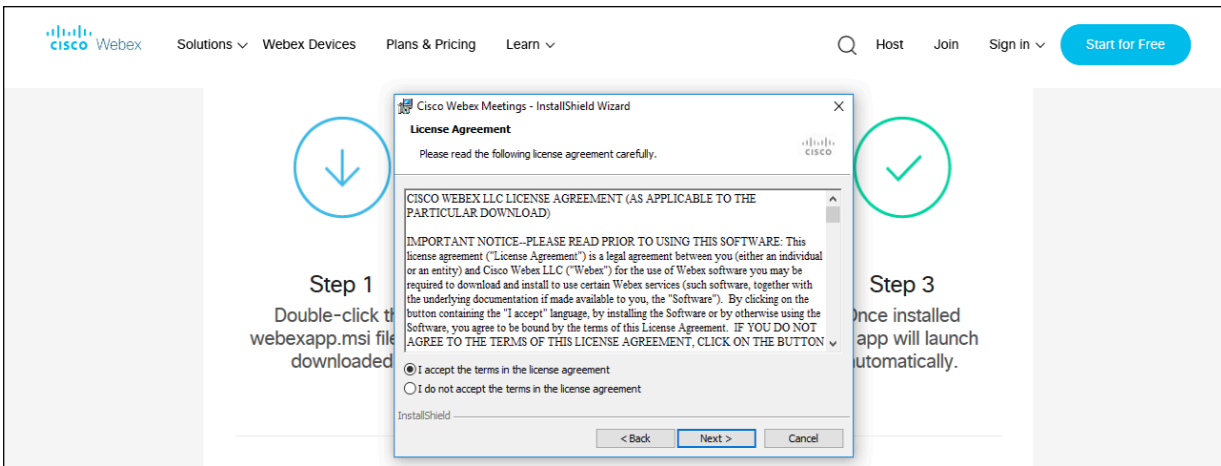 CISCO Webex Solutions Webex Devices Plans & Pricing Learn Host Join Sign in Start for Free
Cisco Webex Meetings - InstallShield Wizard
License Agreement
Please read the following license agreement carefully.
CISCO
CISCO WEBEX LLC LICENSE AGREEMENT (AS APPLICABLE TO THE
PARTICULAR DOWNLOAD)
IMPORTANT NOTICE--PLEASE READ PRIOR TO USING THIS SOFTWARE: This
license agreement ("License Agreement") is a legal agreement between you (either an individual
or an entity) and Cisco Webex LLC ("Webex") for the use of Webex software you may be
required to download and install to use certain Webex services (such software, together with
the underlying documentation if made available to you, the "Software"). By clicking on the
button containing the "I accept" language, by installing the Software or by otherwise using the
Software, you agree to be bound by the terms of this License Agreement. IF YOU DO NOT
AGREE TO THE TERMS OF THIS LICENSE AGREEMENT, CLICK ON THE BUTTON
I accept the terms in the license agreement
I do not accept the terms in the license agreement
InstallShield
< Back Next > Cancel
Step 1
Double-click th
webexapp.msi file
downloaded
Step 3
Once installed
app will launch
automatically.